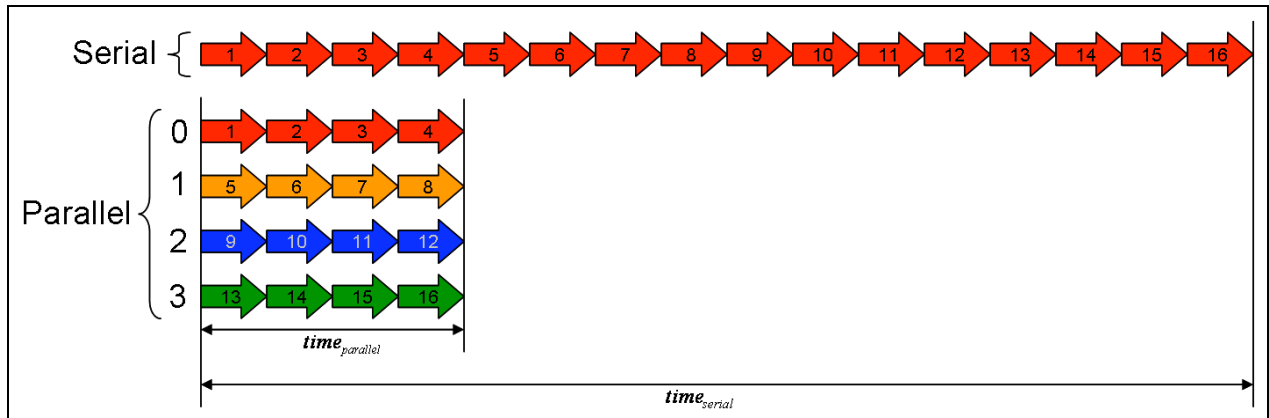 Serial 1 2 3 4 5 6 7 8 9 10 11 12 13 14 15 16
0 1 2 3 4
1 5 6 7 8
Parallel
2 9 10 11 12
3 13 14 15 16
time_parallel
time_serial